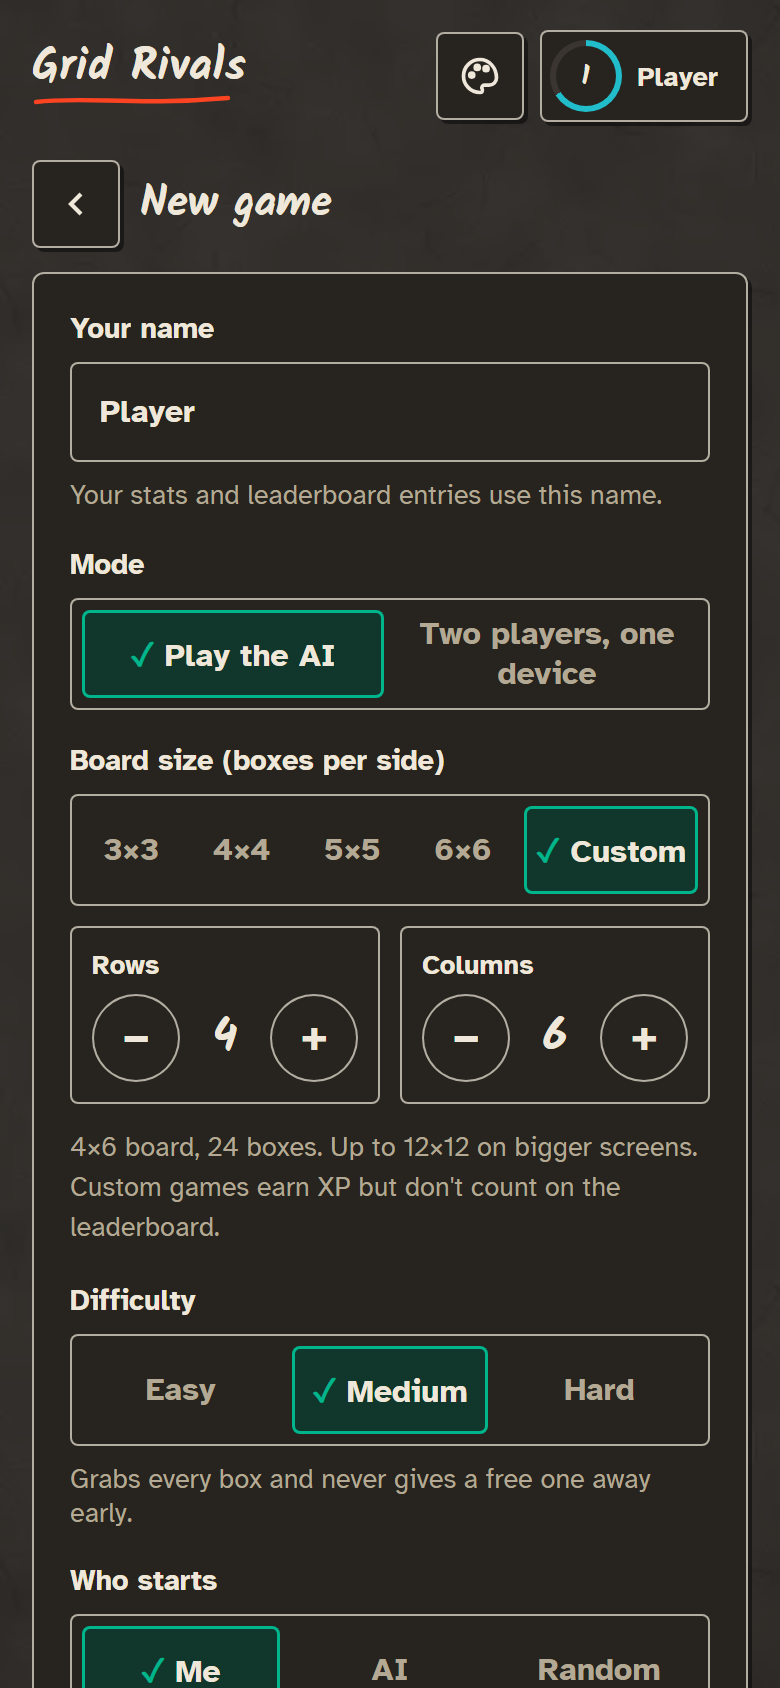 Grid Rivals
1
Player
New game
Your name
Player
Your stats and leaderboard entries use this name.
Mode
✓ Play the AI
Two players, one
device
Board size (boxes per side)
3×3 4×4 5×5 6×6 ✓ Custom
Rows
Columns
− 4 +
− 6 +
4×6 board, 24 boxes. Up to 12×12 on bigger screens.
Custom games earn XP but don't count on the
leaderboard.
Difficulty
Easy ✓ Medium Hard
Grabs every box and never gives a free one away
early.
Who starts
✓ Me AI Random